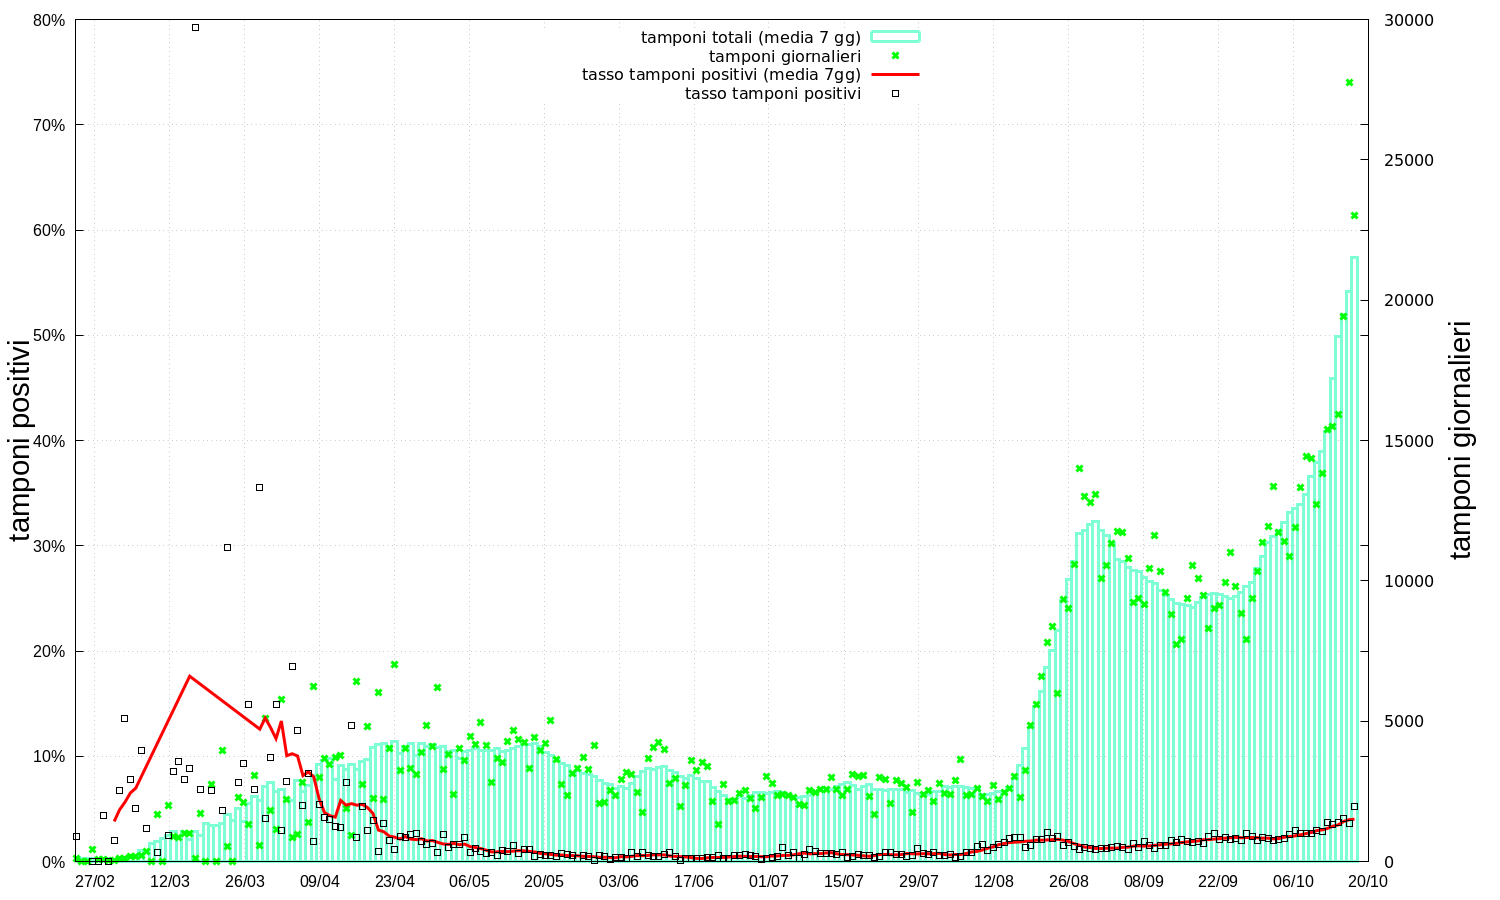 tamponi totali (media 7 gg)
tamponi giornalieri
tasso tamponi positivi (media 7gg)
tasso tamponi positivi
80%
70%
60%
50%
40%
30%
20%
10%
0%
tamponi positivi
30000
25000
20000
15000
10000
5000
0
tamponi giornalieri
27/02 12/03 26/03 09/04 23/04 06/05 20/05 03/06 17/06 01/07 15/07 29/07 12/08 26/08 08/09 22/09 06/10 20/10